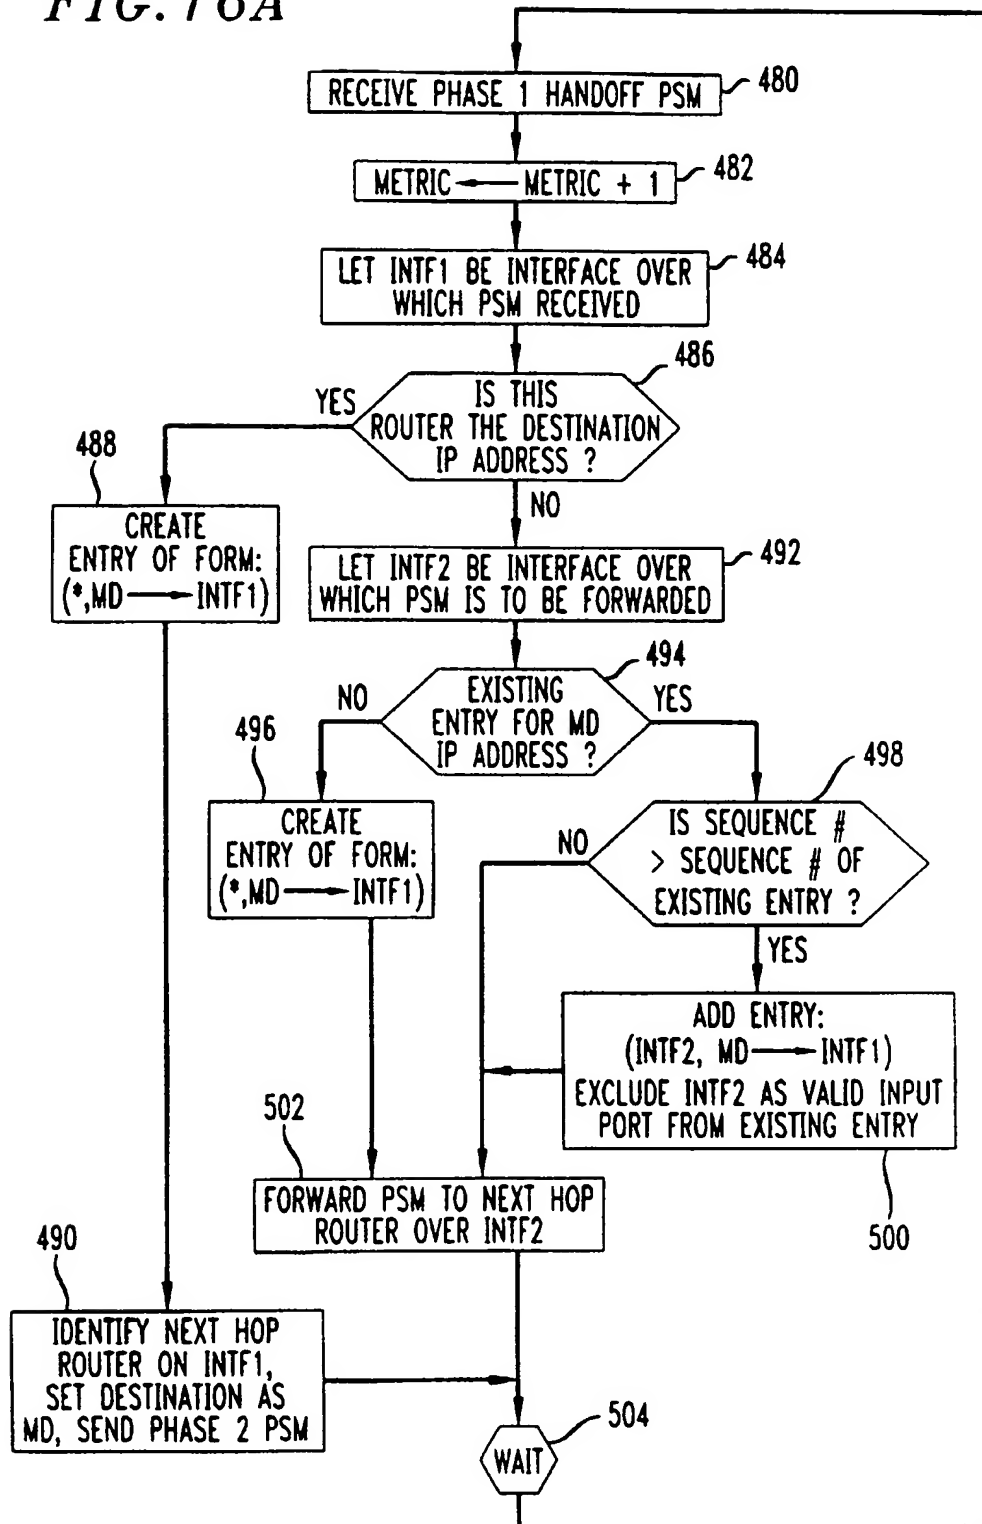 FIG. 16A
RECEIVE PHASE 1 HANDOFF PSM
480
METRIC ← METRIC + 1
482
LET INTF1 BE INTERFACE OVER
WHICH PSM RECEIVED
484
IS THIS
ROUTER THE DESTINATION
IP ADDRESS ?
486
YES
NO
488
CREATE
ENTRY OF FORM:
(*,MD → INTF1)
LET INTF2 BE INTERFACE OVER
WHICH PSM IS TO BE FORWARDED
492
EXISTING
ENTRY FOR MD
IP ADDRESS ?
494
NO
YES
496
CREATE
ENTRY OF FORM:
(*,MD → INTF1)
498
IS SEQUENCE #
> SEQUENCE # OF
EXISTING ENTRY ?
NO
YES
ADD ENTRY:
(INTF2, MD → INTF1)
EXCLUDE INTF2 AS VALID INPUT
PORT FROM EXISTING ENTRY
500
502
FORWARD PSM TO NEXT HOP
ROUTER OVER INTF2
490
IDENTIFY NEXT HOP
ROUTER ON INTF1,
SET DESTINATION AS
MD, SEND PHASE 2 PSM
504
WAIT